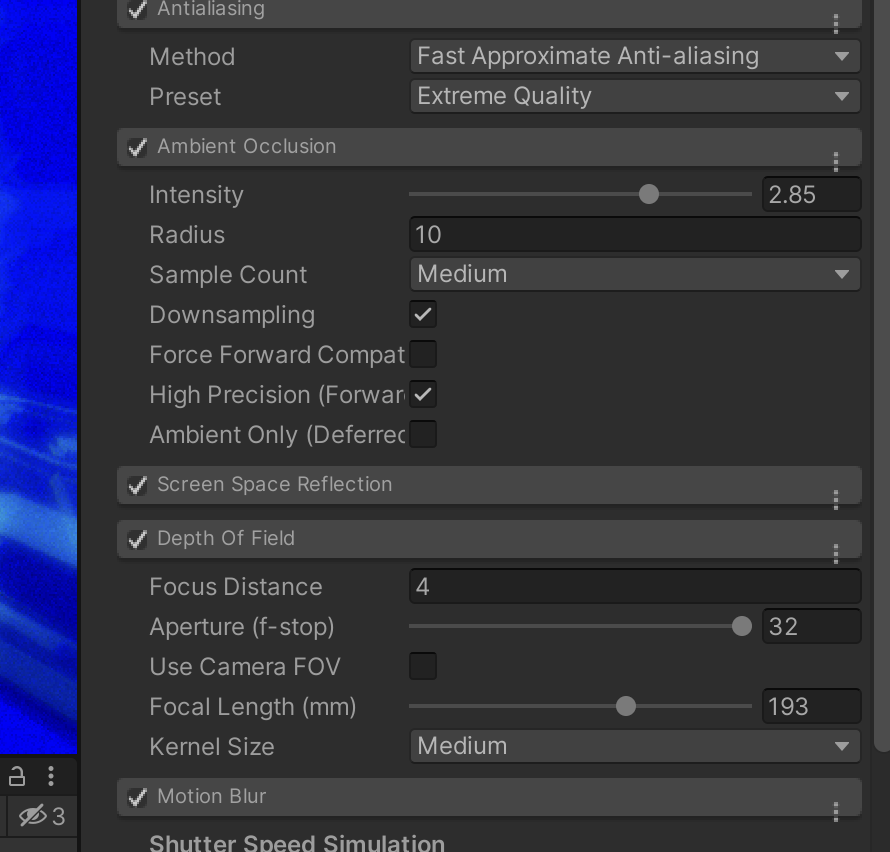 Antialiasing
Method Fast Approximate Anti-aliasing
Preset Extreme Quality
Ambient Occlusion
Intensity 2.85
Radius 10
Sample Count Medium
Downsampling
Force Forward Compat
High Precision (Forwar
Ambient Only (Deferred
Screen Space Reflection
Depth Of Field
Focus Distance 4
Aperture (f-stop) 32
Use Camera FOV
Focal Length (mm) 193
Kernel Size Medium
Motion Blur
3
Shutter Speed Simulation